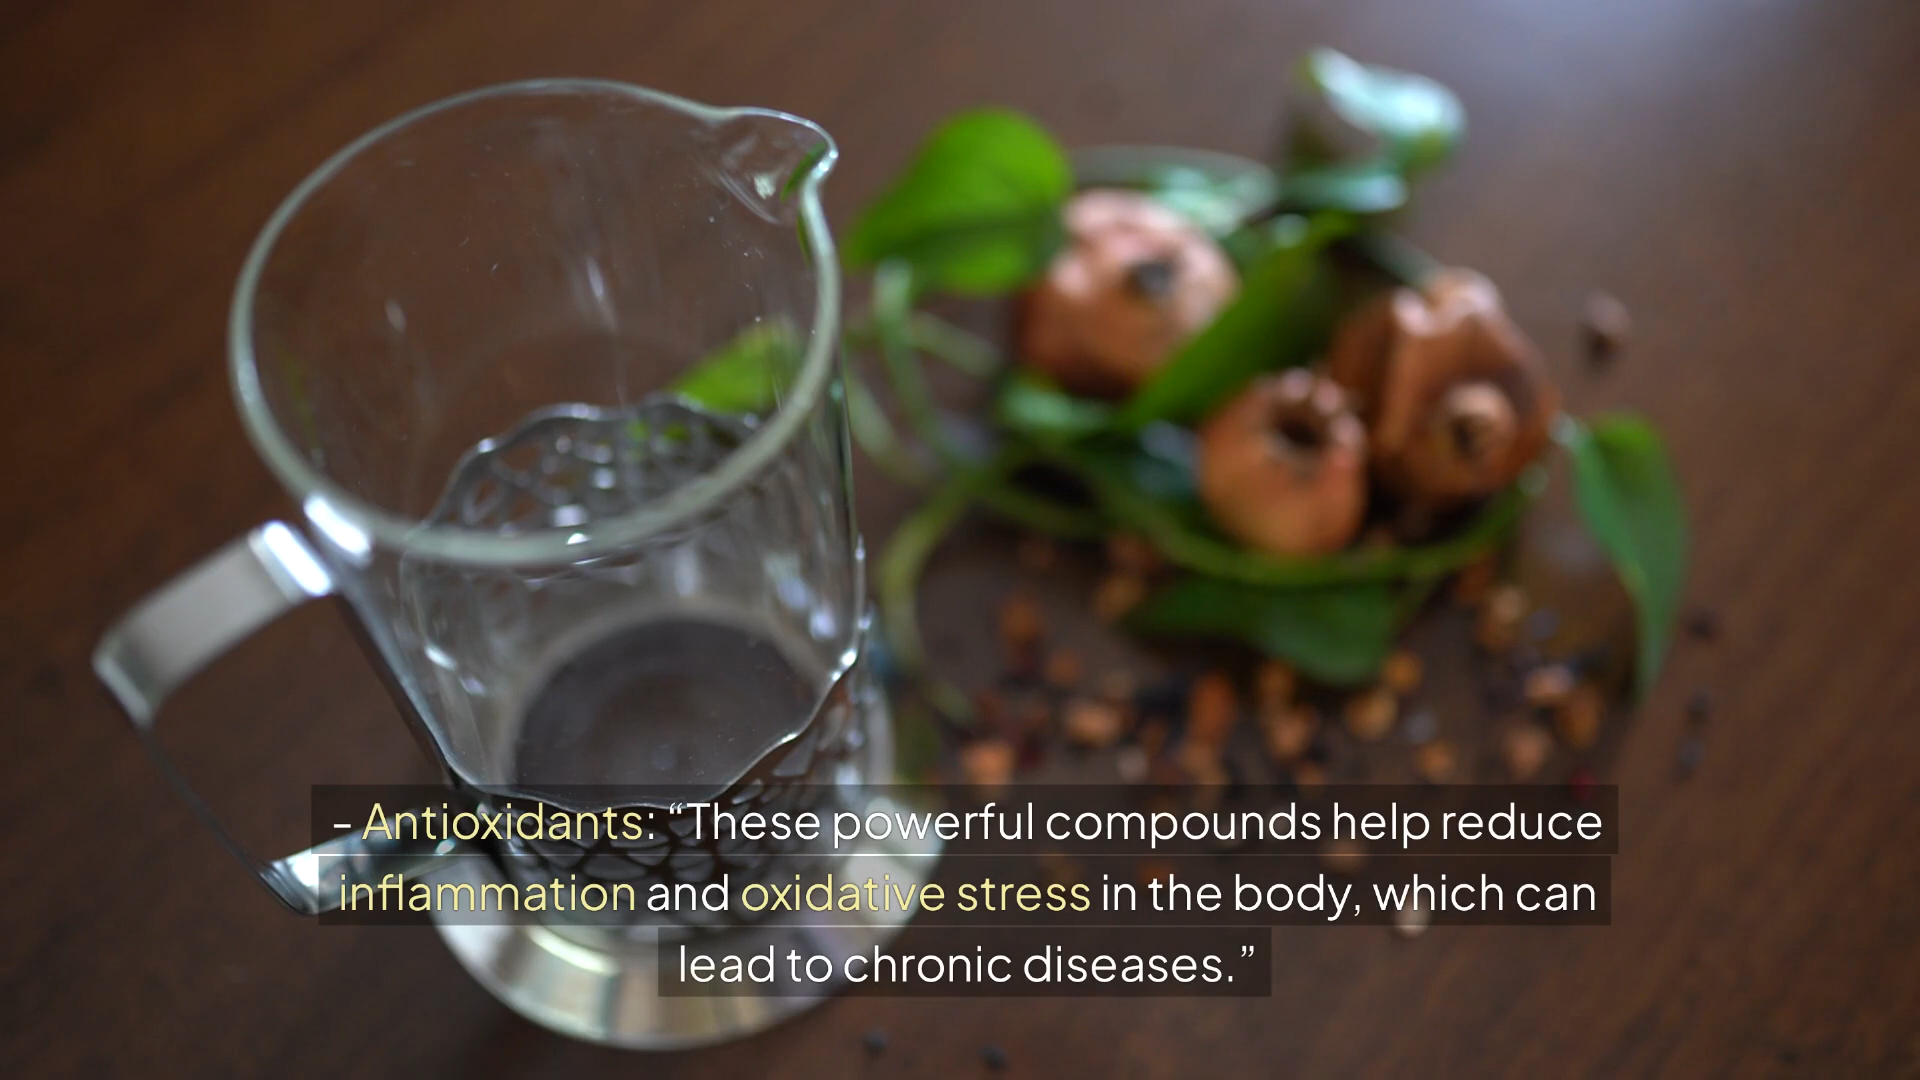 - Antioxidants: “These powerful compounds help reduce
inflammation and oxidative stress in the body, which can
lead to chronic diseases.”